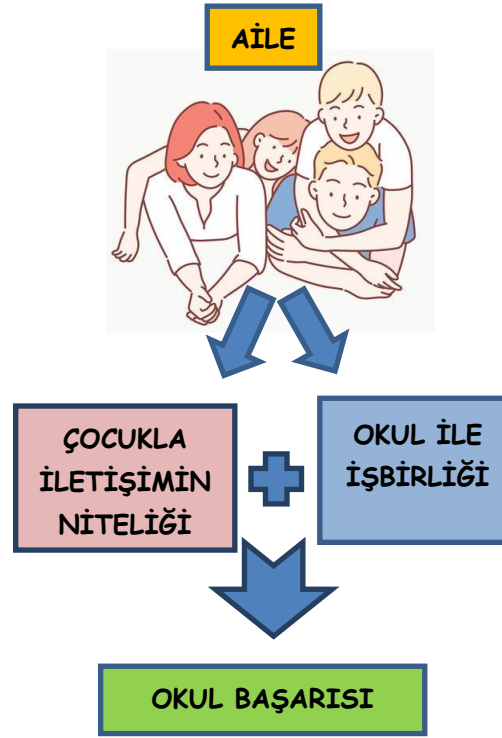 AİLE
ÇOCUKLA
İLETİŞİMİN
NİTELİĞİ
OKUL İLE
İŞBİRLİĞİ
OKUL BAŞARISI